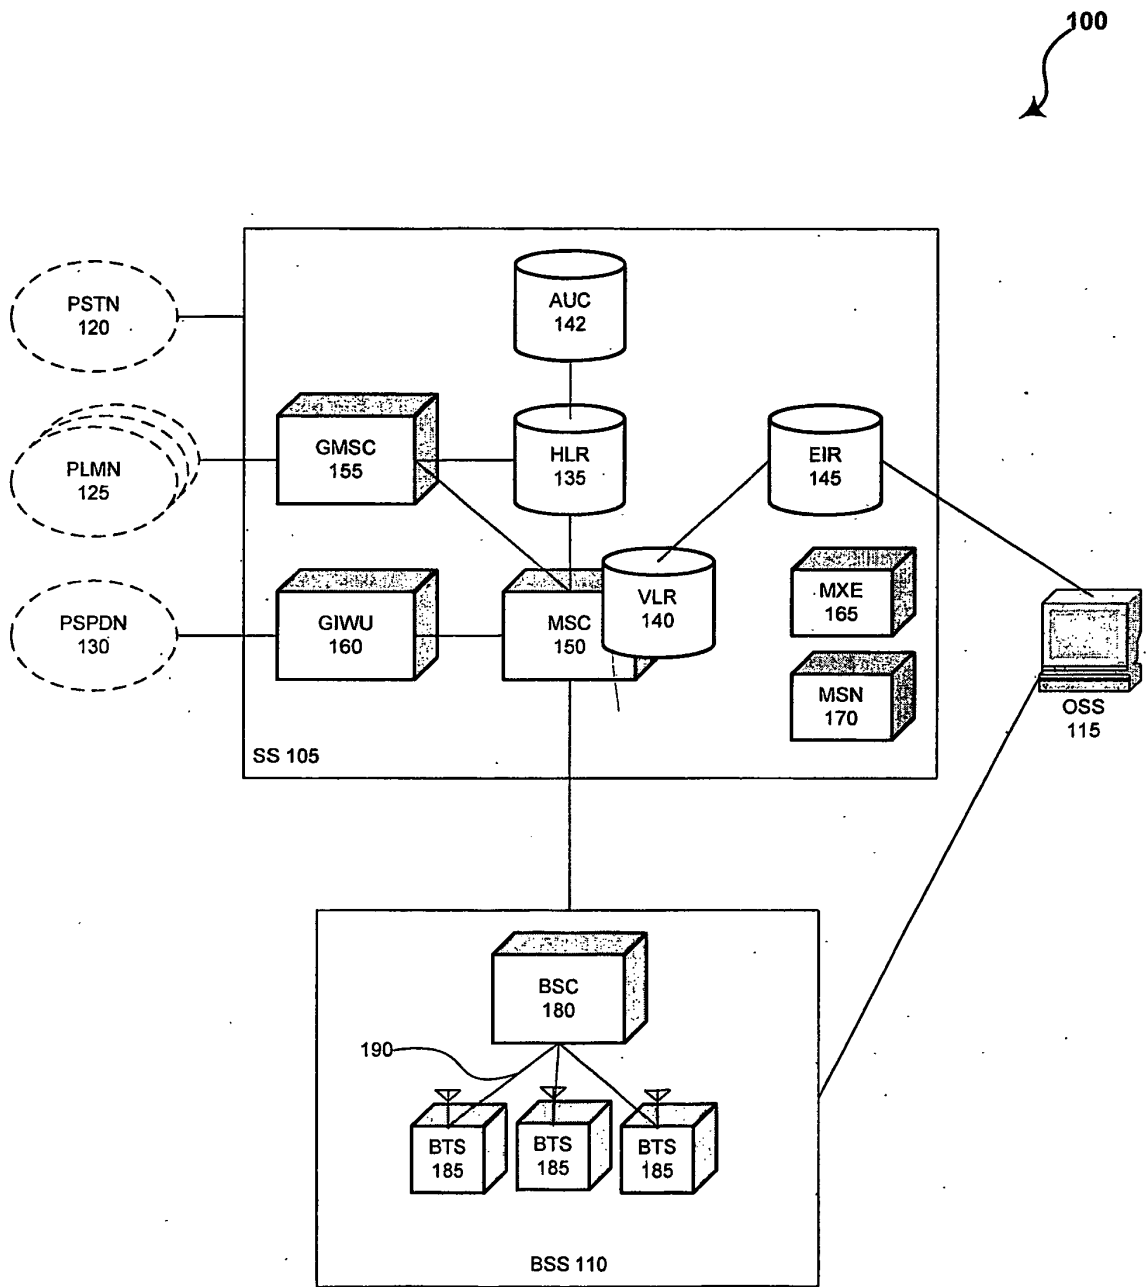 100
PSTN
120
AUC
142
PLMN
125
GMSC
155
HLR
135
EIR
145
PSPDN
130
GIWU
160
MSC
150
VLR
140
MXE
165
MSN
170
OSS
115
SS 105
BSC
180
190
BTS
185
BTS
185
BTS
185
BSS 110